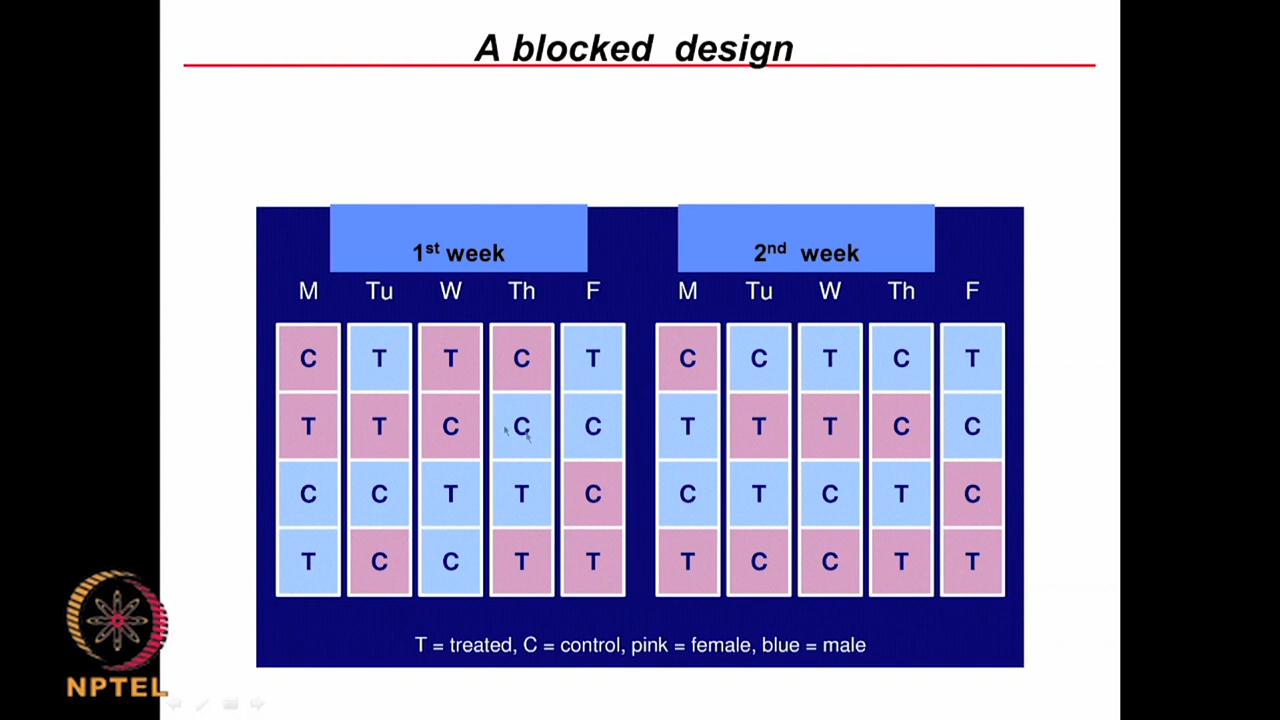 A blocked design
1st week 2nd week
M Tu W Th F M Tu W Th F
C T T C T C C T C T
T T C C C T T T C C
C C T T C C T C T C
T C C T T T C C T T
T = treated, C = control, pink = female, blue = male
NPTEL